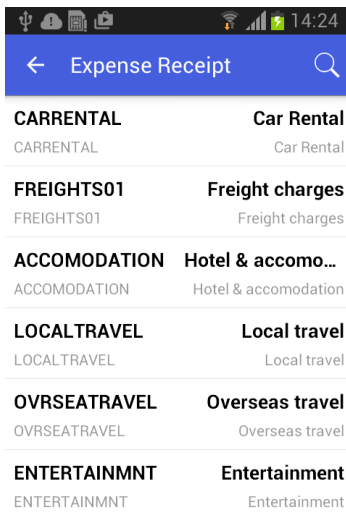 14:24
Expense Receipt
CARRENTAL Car Rental
CARRENTAL Car Rental
FREIGHTS01 Freight charges
FREIGHTS01 Freight charges
ACCOMODATION Hotel & accomo...
ACCOMODATION Hotel & accomodation
LOCALTRAVEL Local travel
LOCALTRAVEL Local travel
OVRSEATRAVEL Overseas travel
OVRSEATRAVEL Overseas travel
ENTERTAINMNT Entertainment
ENTERTAINMNT Entertainment